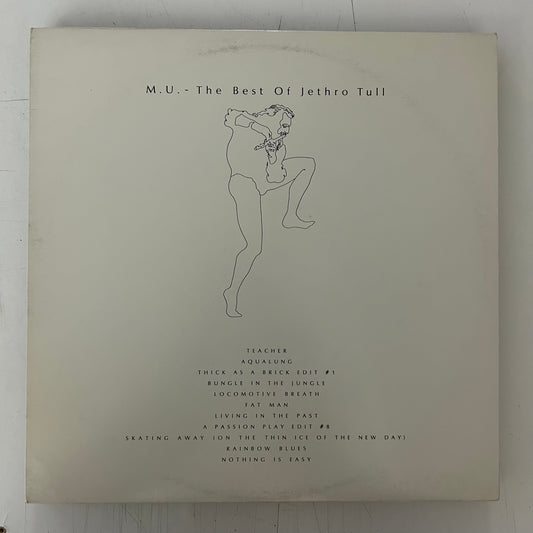 M.U. - The Best Of Jethro Tull
TEACHER
AQUALUNG
THICK AS A BRICK EDIT #1
BUNGLE IN THE JUNGLE
LOCOMOTIVE BREATH
FAT MAN
LIVING IN THE PAST
A PASSION PLAY EDIT #8
SKATING AWAY (ON THE THIN ICE OF THE NEW DAY)
RAINBOW BLUES
NOTHING IS EASY